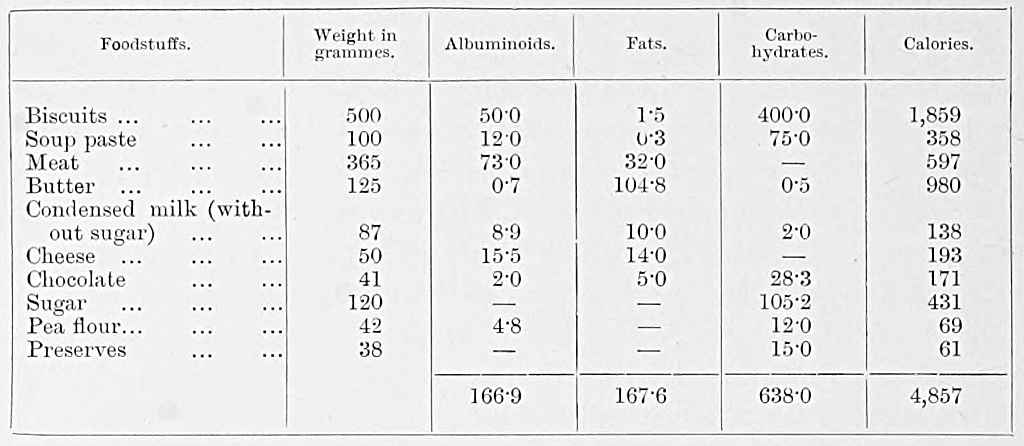 Foodstuffs. Weight in grammes. Albuminoids. Fats. Carbo-hydrates. Calories.
Biscuits ... ... ... 500 50·0 1·5 400·0 1,859
Soup paste ... ... 100 12·0 0·3 75·0 358
Meat ... ... ... 365 73·0 32·0 — 597
Butter ... ... ... 125 0·7 104·8 0·5 980
Condensed milk (with-
out sugar) ... ... 87 8·9 10·0 2·0 138
Cheese ... ... ... 50 15·5 14·0 — 193
Chocolate ... ... 41 2·0 5·0 28·3 171
Sugar ... ... ... 120 — — 105·2 431
Pea flour... ... ... 42 4·8 — 12·0 69
Preserves ... ... 38 — — 15·0 61
166·9 167·6 638·0 4,857